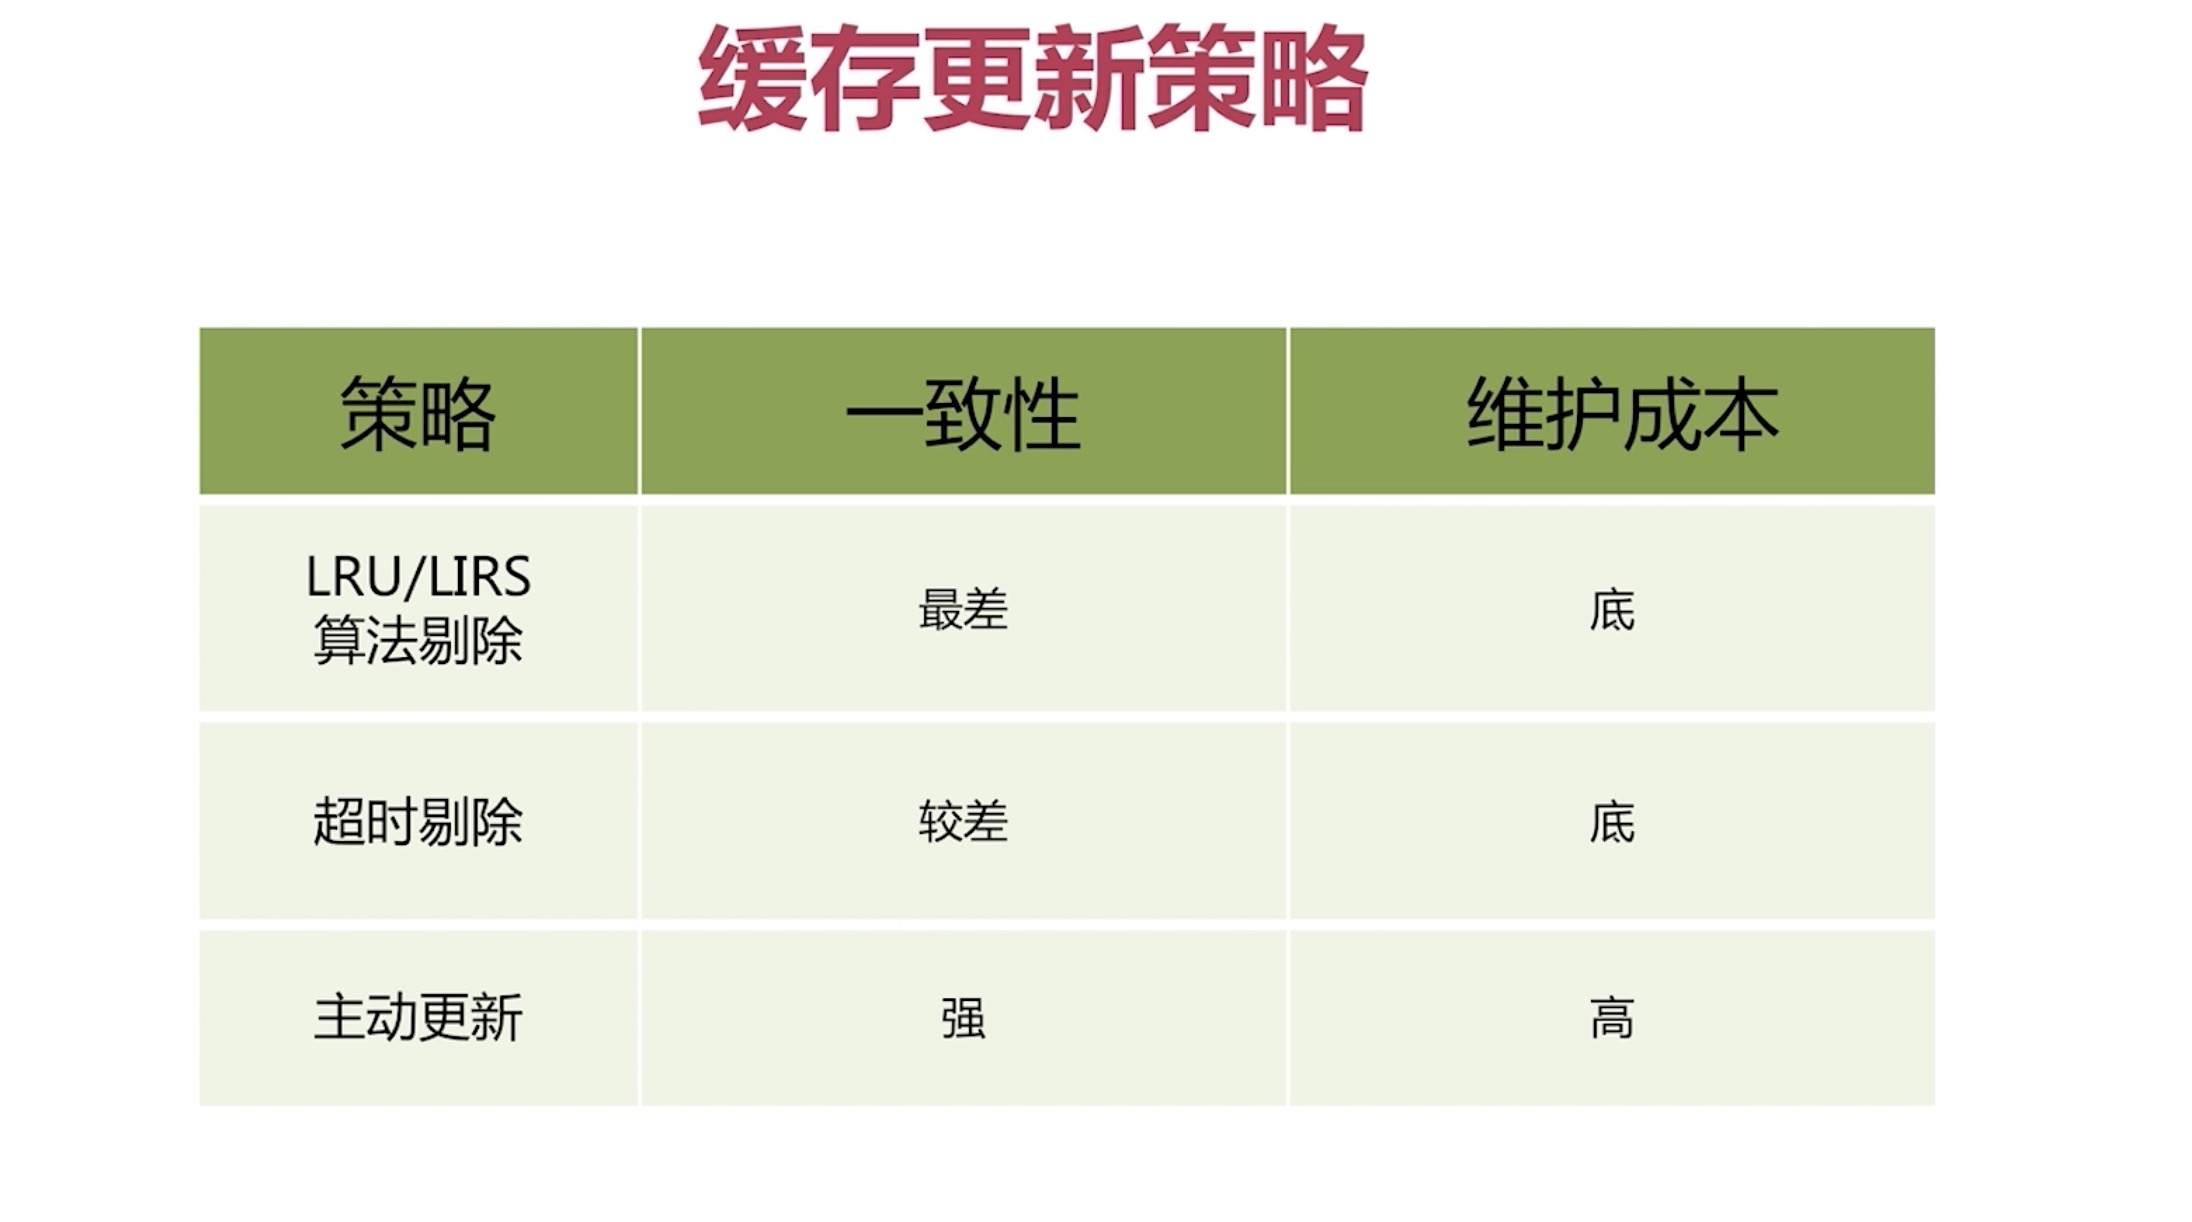 缓存更新策略
策略 一致性 维护成本
LRU/LIRS
算法剔除 最差 底
超时剔除 较差 底
主动更新 强 高